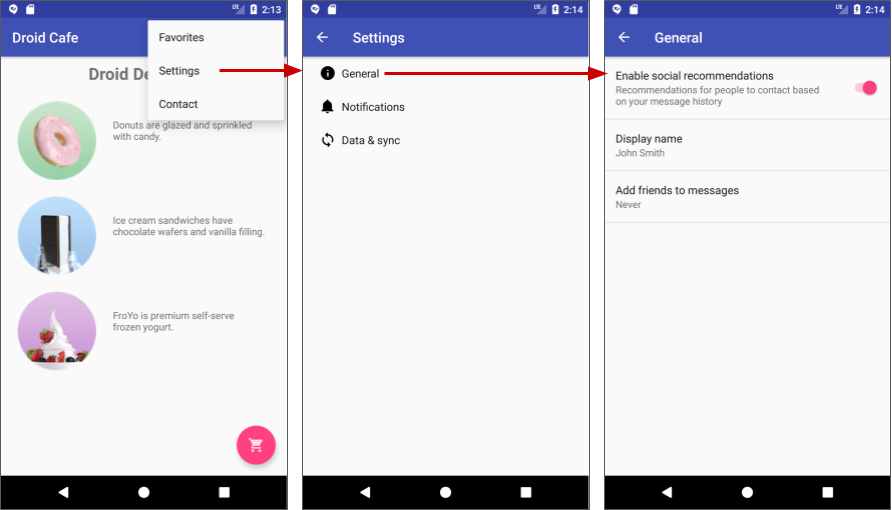 LTE 2:13
Droid Cafe
Favorites
Settings
Contact
Droid De
Donuts are glazed and sprinkled
with candy.
Ice cream sandwiches have
chocolate wafers and vanilla filling.
FroYo is premium self-serve
frozen yogurt.
LTE 2:14
Settings
General
Notifications
Data & sync
LTE 2:14
General
Enable social recommendations
Recommendations for people to contact based
on your message history
Display name
John Smith
Add friends to messages
Never